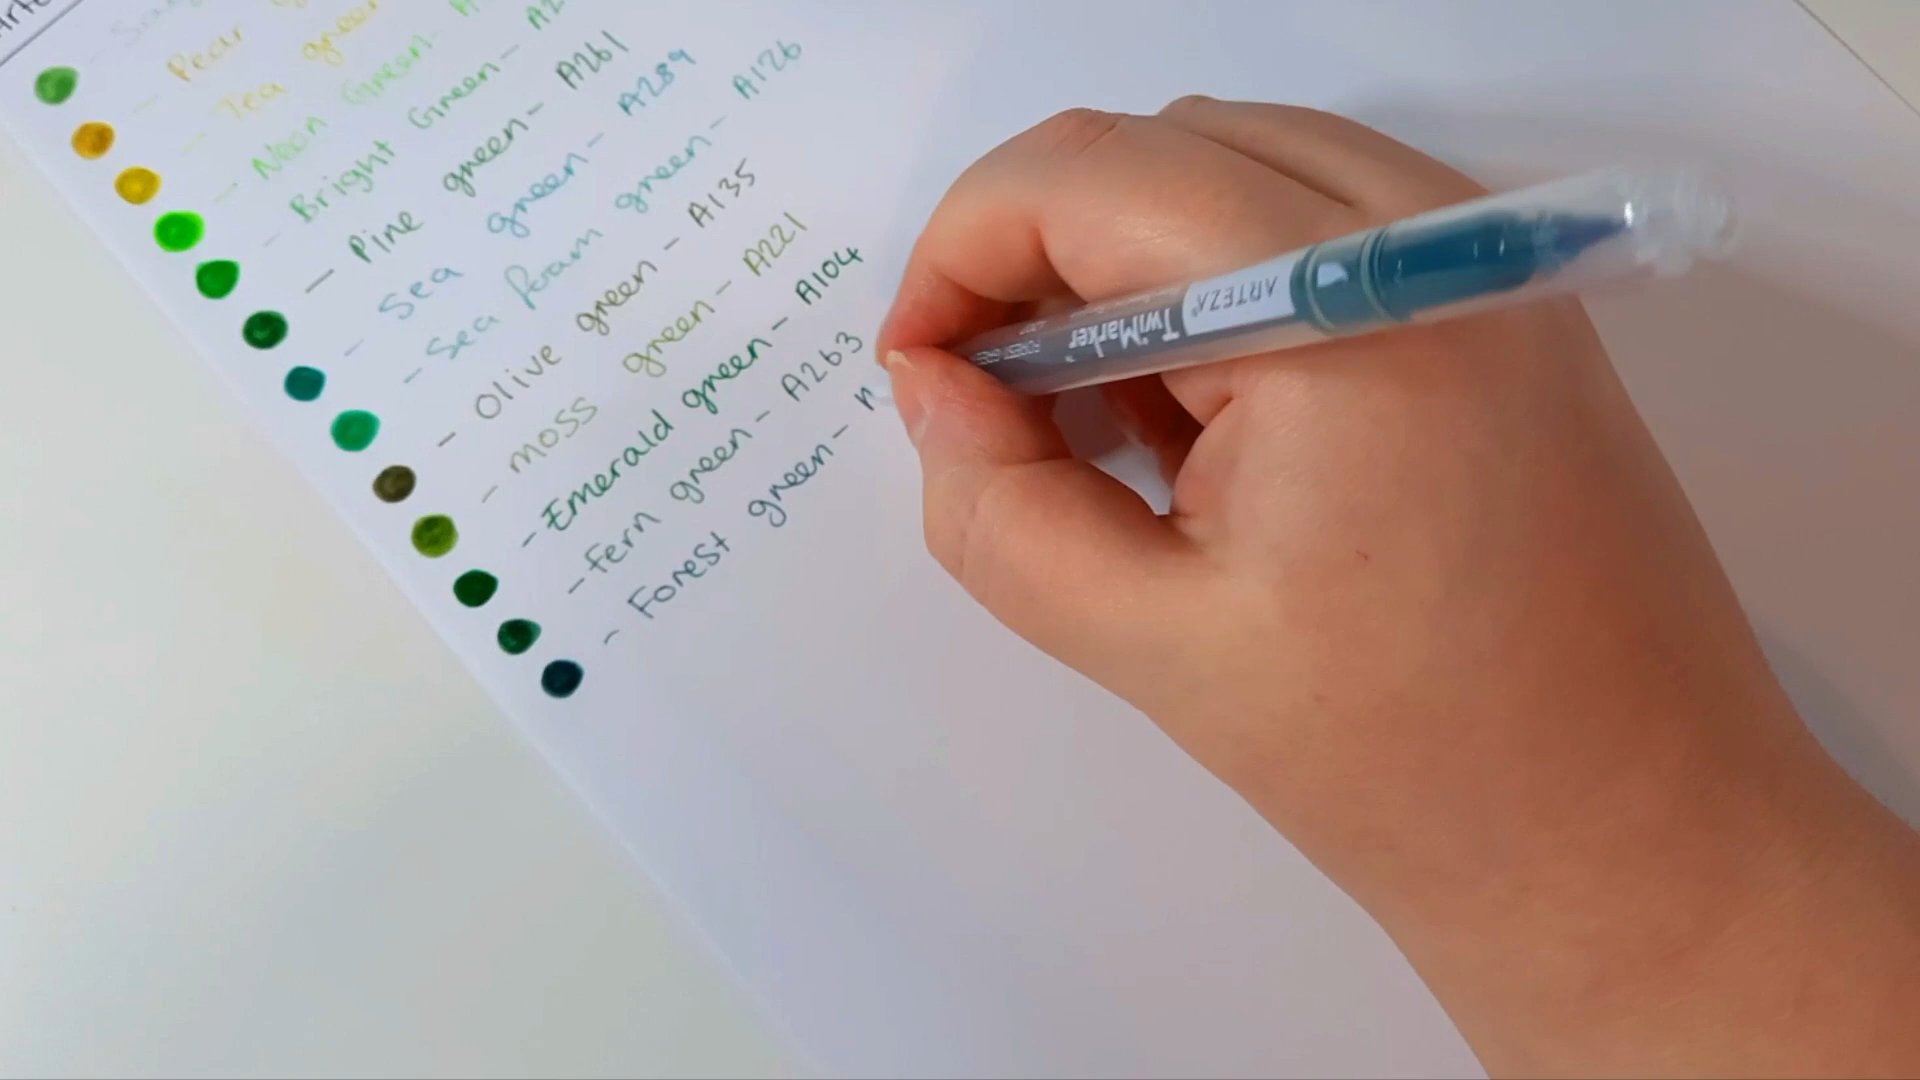 Pear
Tea green
- Neon Green-
- Bright Green-
- Pine green- A261
- Sea green- A289
- Sea foam green- A126
- Olive green - A135
- moss green - A221
- Emerald green - A104
- Fern green - A263
- Forest green-
ARTEZA
TwiMarker